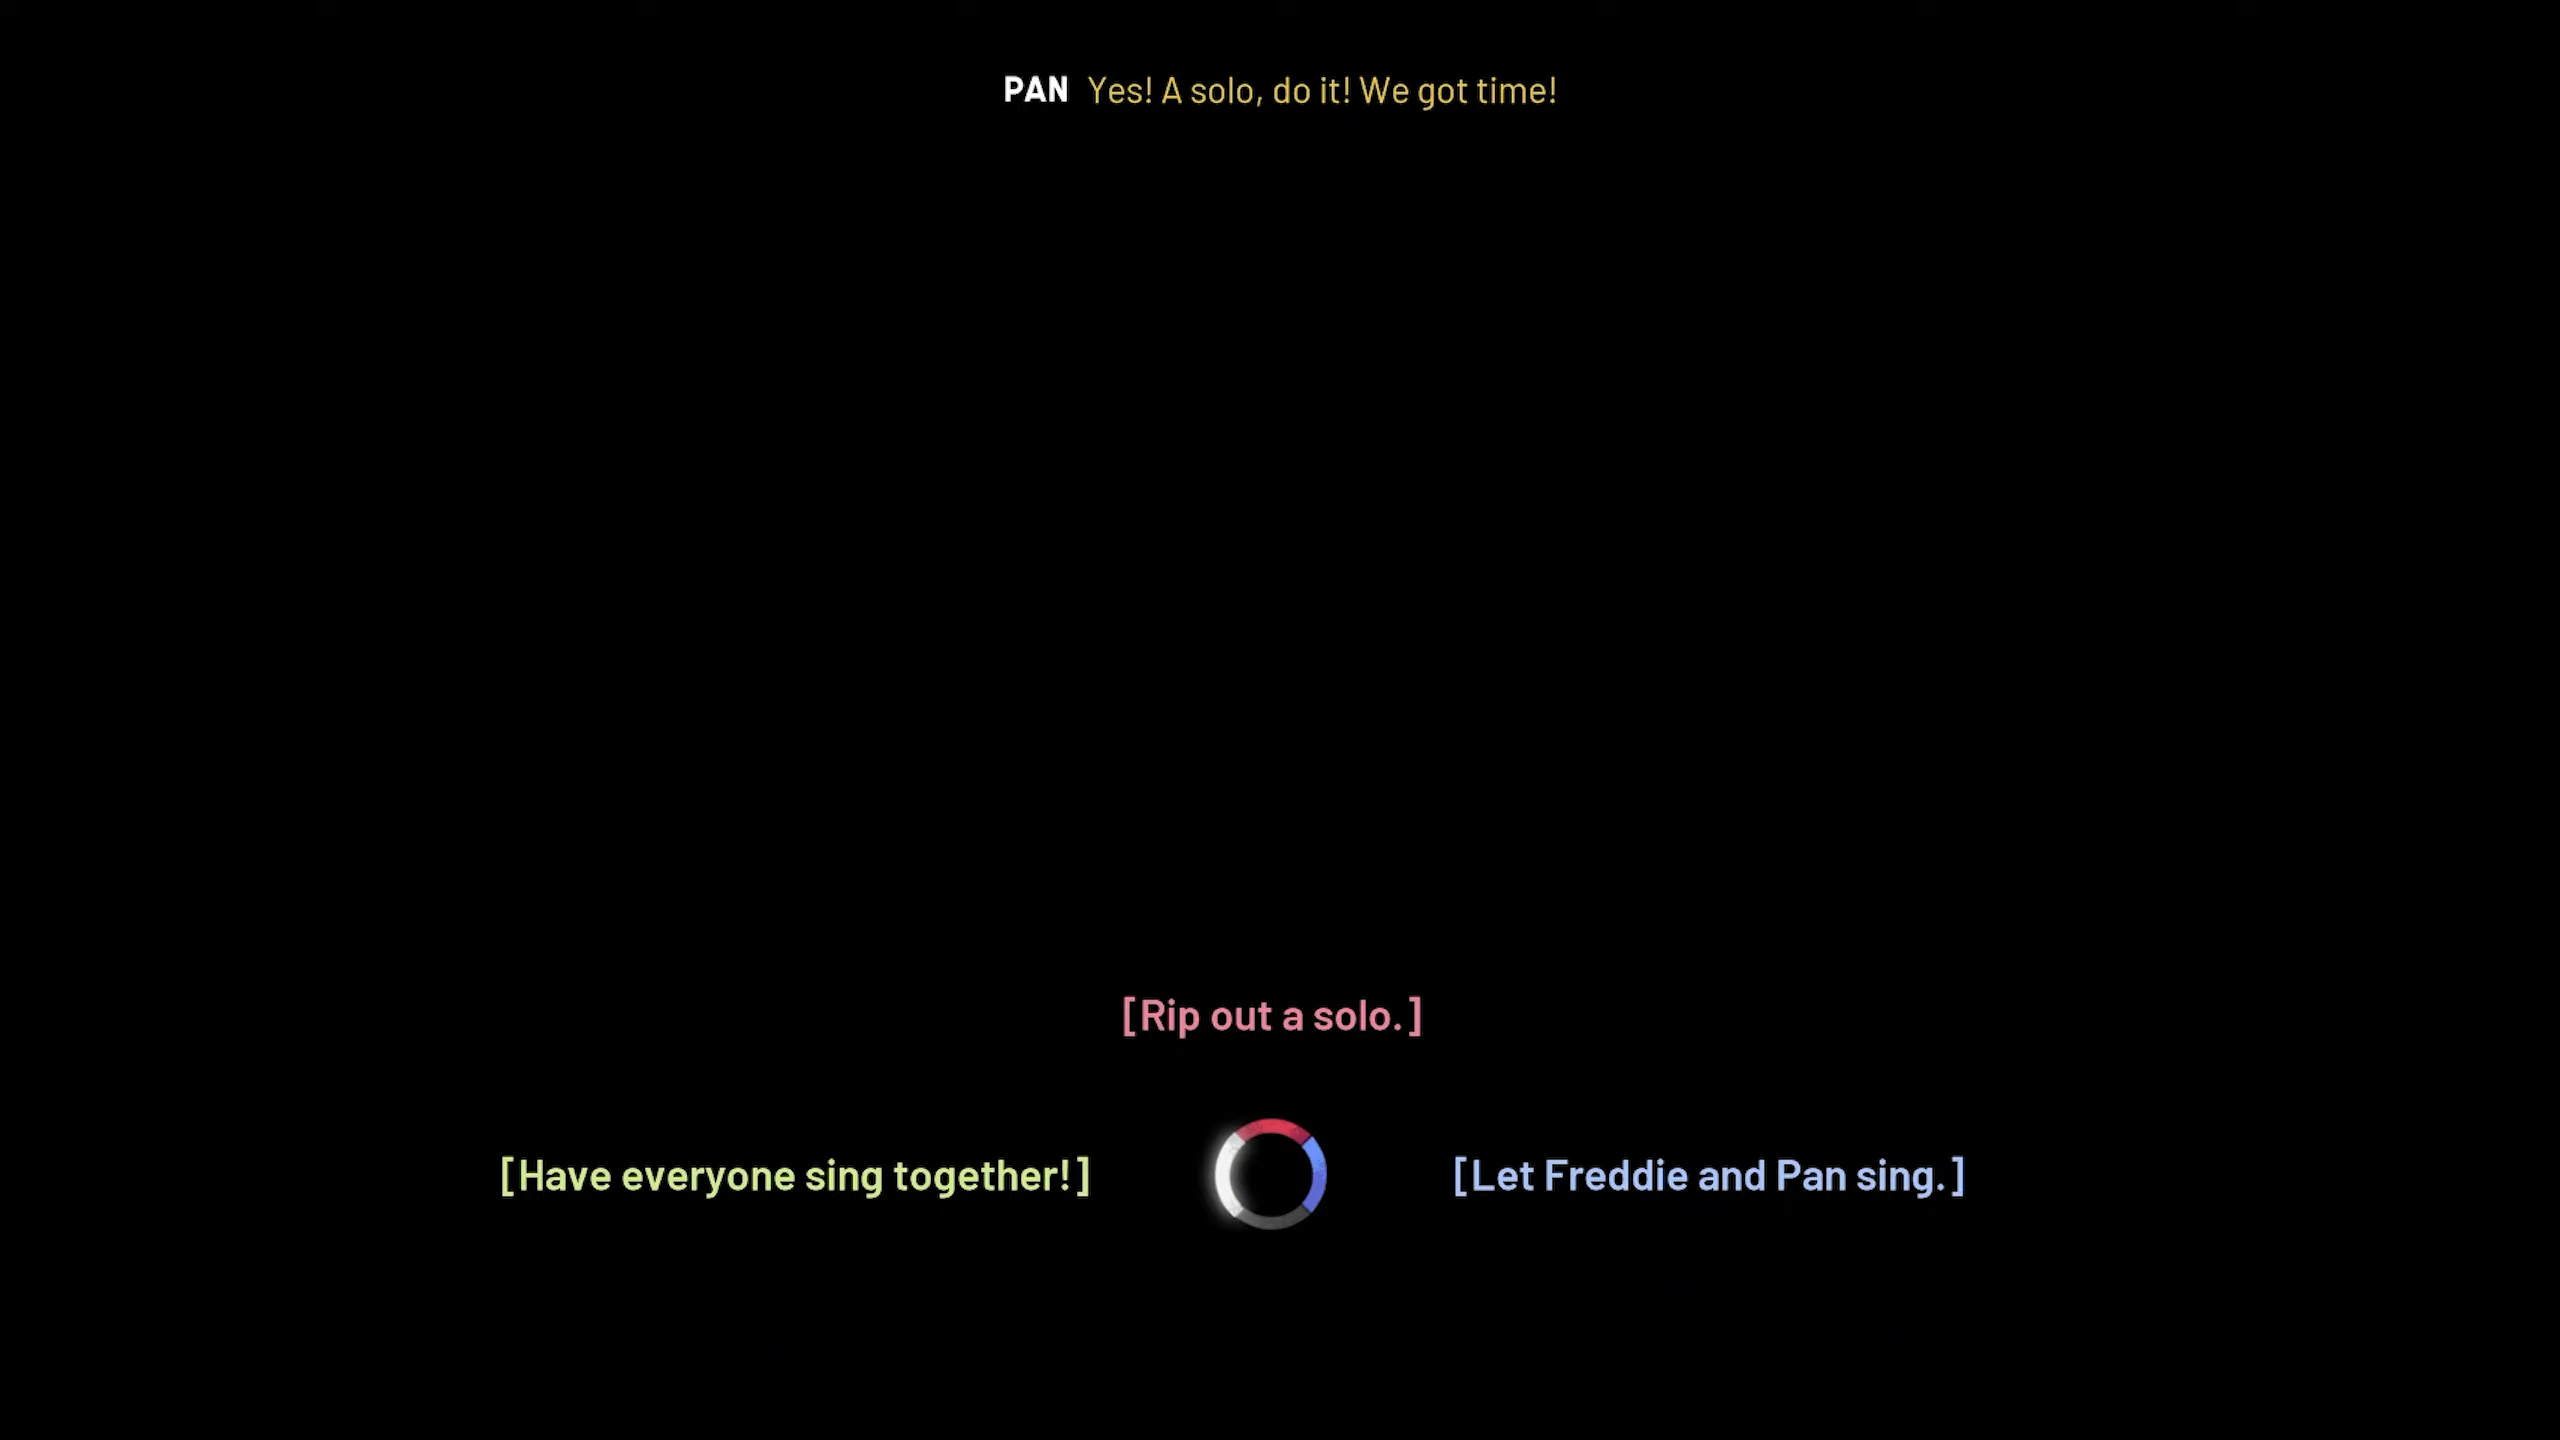 PAN Yes! A solo, do it! We got time!
[Rip out a solo.]
[Have everyone sing together!]
[Let Freddie and Pan sing.]